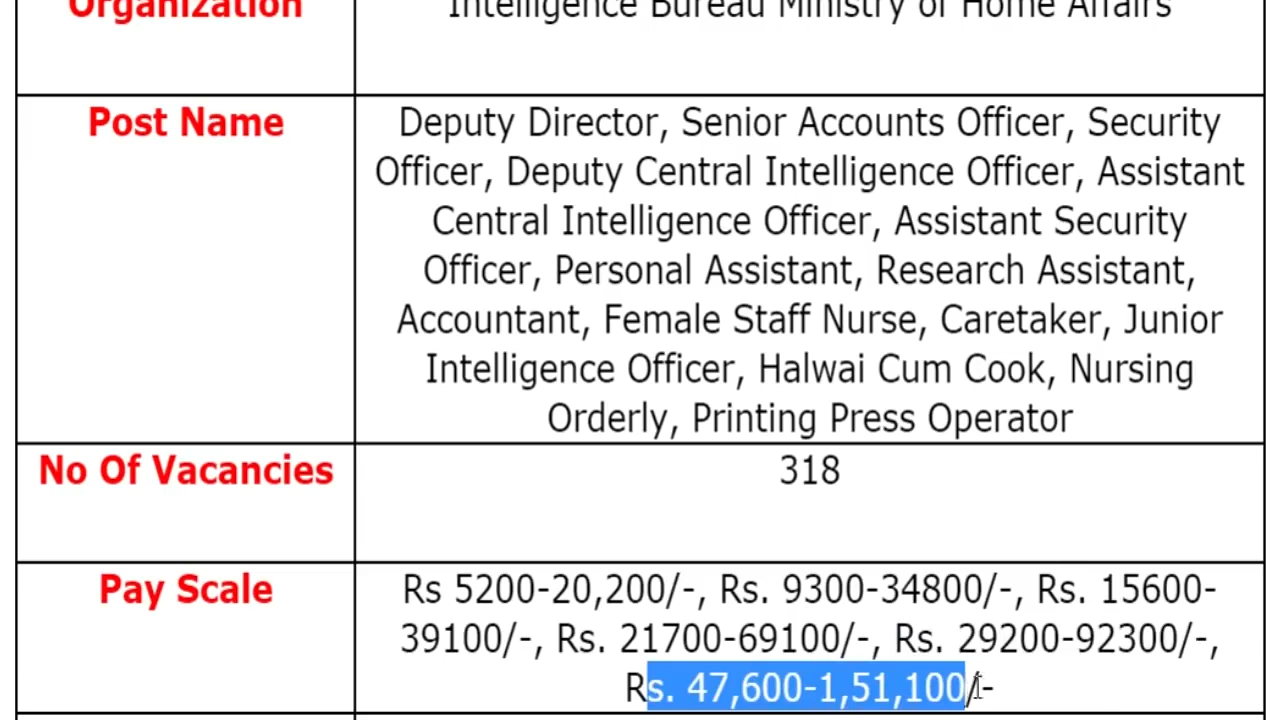 Organization
Intelligence Bureau Ministry of Home Affairs
Post Name
Deputy Director, Senior Accounts Officer, Security
Officer, Deputy Central Intelligence Officer, Assistant
Central Intelligence Officer, Assistant Security
Officer, Personal Assistant, Research Assistant,
Accountant, Female Staff Nurse, Caretaker, Junior
Intelligence Officer, Halwai Cum Cook, Nursing
Orderly, Printing Press Operator
No Of Vacancies
318
Pay Scale
Rs 5200-20,200/-, Rs. 9300-34800/-, Rs. 15600-
39100/-, Rs. 21700-69100/-, Rs. 29200-92300/-,
Rs. 47,600-1,51,100/-